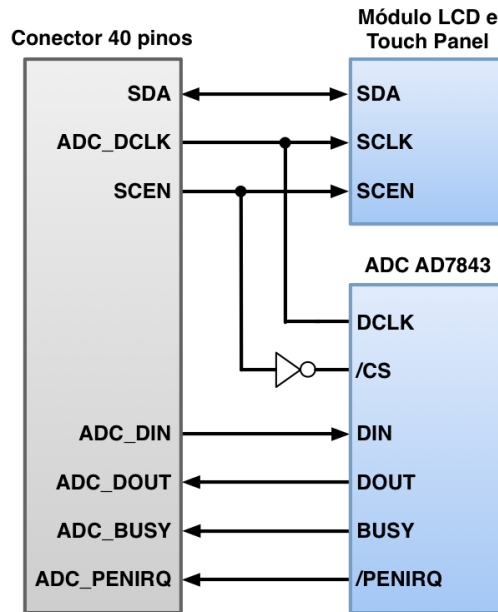 Conector 40 pinos
SDA
ADC_DCLK
SCEN
ADC_DIN
ADC_DOUT
ADC_BUSY
ADC_PENIRQ
Módulo LCD e
Touch Panel
SDA
SCLK
SCEN
ADC AD7843
DCLK
/CS
DIN
DOUT
BUSY
/PENIRQ